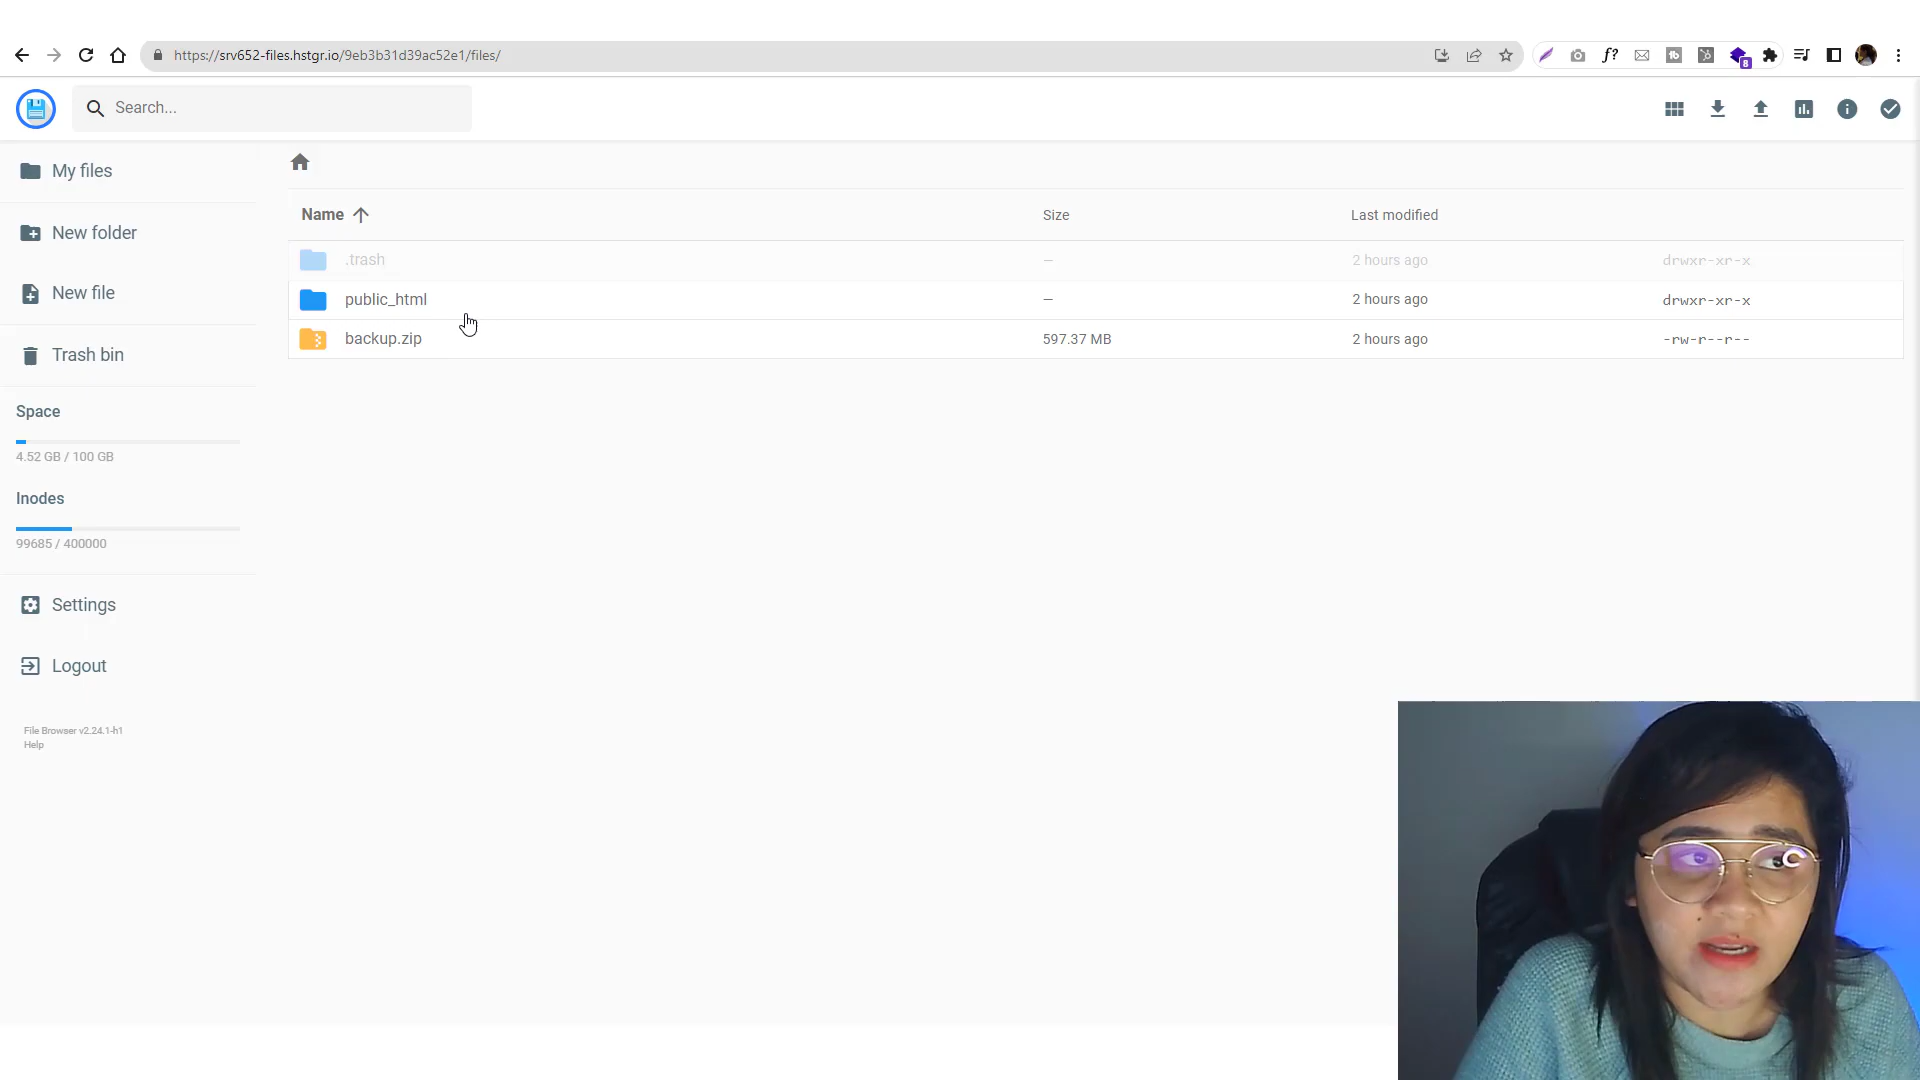 https://srv652-files.hstgr.io/9eb3b31d39ac52e1/files/
f?
tb
8
Search...
My files
New folder
New file
Trash bin
Space
4.52 GB / 100 GB
Inodes
99685 / 400000
Settings
Logout
File Browser v2.24.1-h1
Help
Name Size Last modified
.trash — 2 hours ago drwxr-xr-x
public_html — 2 hours ago drwxr-xr-x
backup.zip 597.37 MB 2 hours ago -rw-r--r--